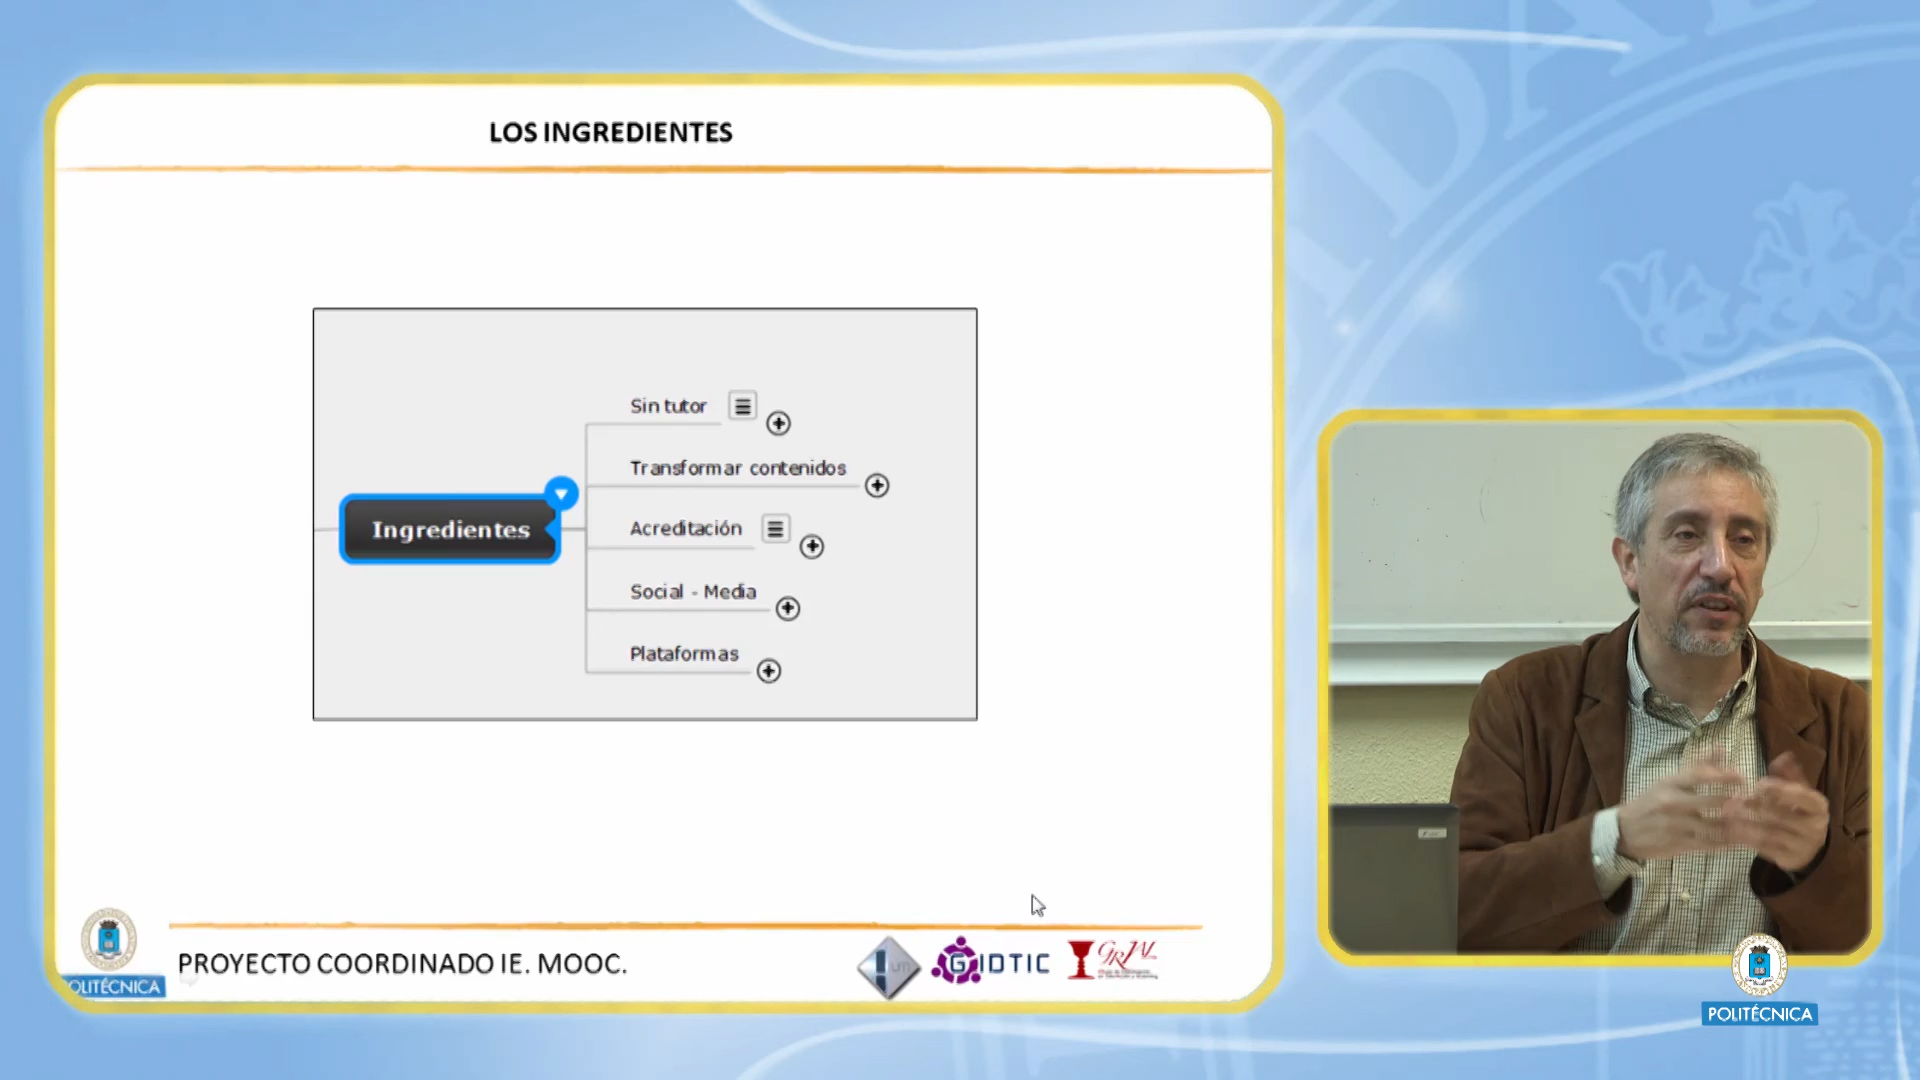 LOS INGREDIENTES
Sin tutor
Transformar contenidos
Ingredientes
Acreditación
Social - Media
Plataformas
PROYECTO COORDINADO IE. MOOC.
GIDTIC
GRIAL
POLITÉCNICA
POLITÉCNICA